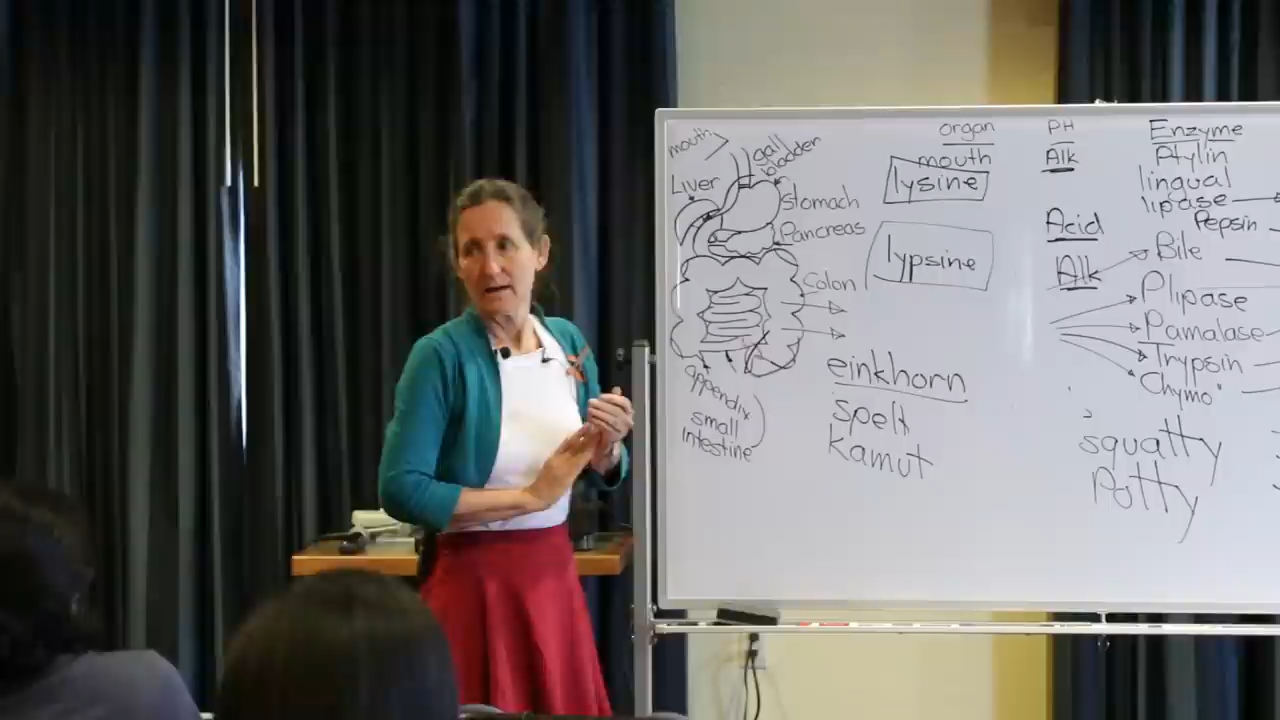 mouth
gall
bladder
Liver
Stomach
Pancreas
Colon
appendix
small
intestine
organ
mouth
lysine
lypsine
einkhorn
spelt
Kamut
PH
Alk
Acid
Alk
Enzyme
Ptylin
lingual
lipase
Pepsin
Bile
Plipase
Pamalase
Trypsin
Chymo"
squatty
Potty